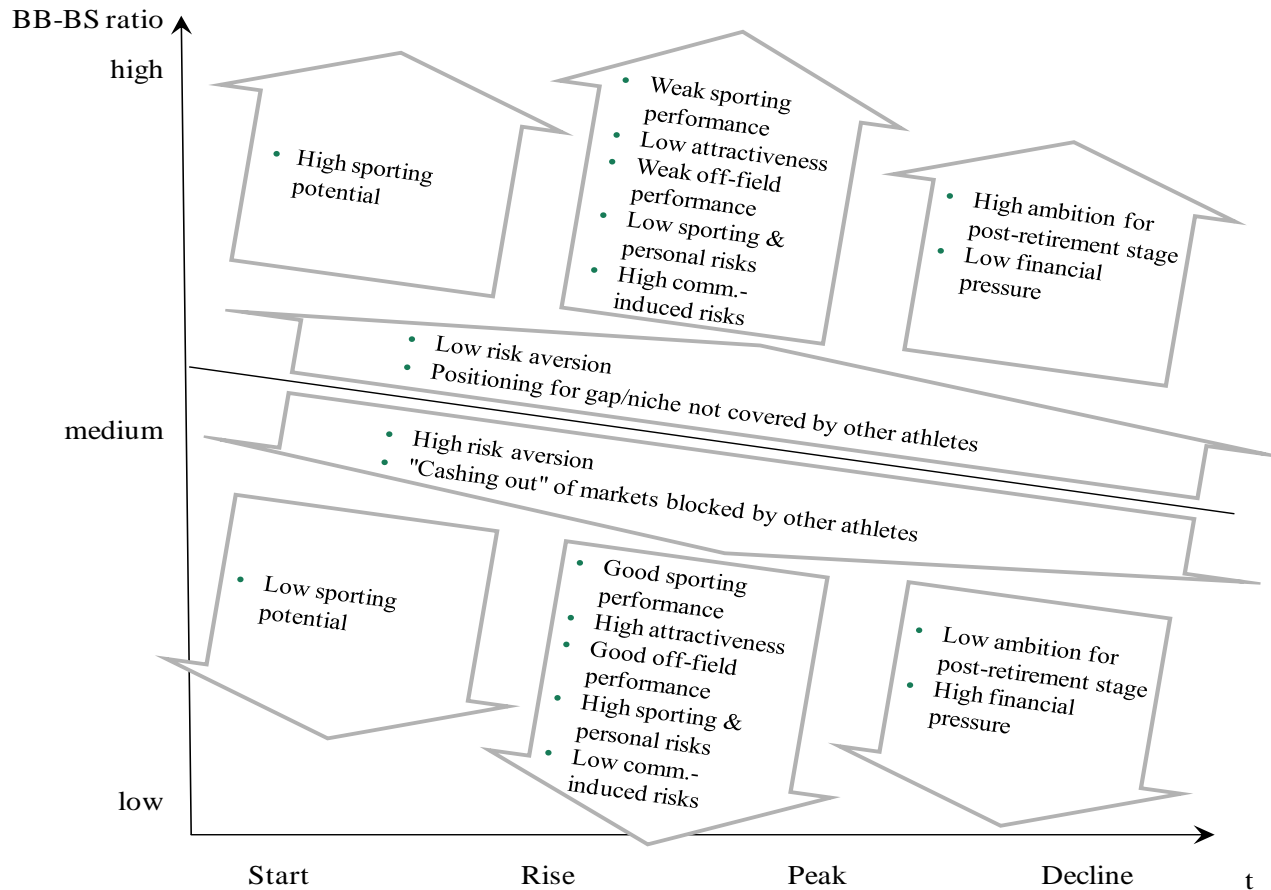 BB-BS ratio
high
• High sporting
potential
• Weak sporting
performance
• Low attractiveness
• Weak off-field
performance
• Low sporting &
personal risks
• High comm.-
induced risks
• High ambition for
post-retirement stage
• Low financial
pressure
• Low risk aversion
• Positioning for gap/niche not covered by other athletes
medium
• High risk aversion
• "Cashing out" of markets blocked by other athletes
• Low sporting
potential
• Good sporting
performance
• High attractiveness
• Good off-field
performance
• High sporting &
personal risks
• Low comm.-
induced risks
• Low ambition for
post-retirement stage
• High financial
pressure
low
Start Rise Peak Decline t